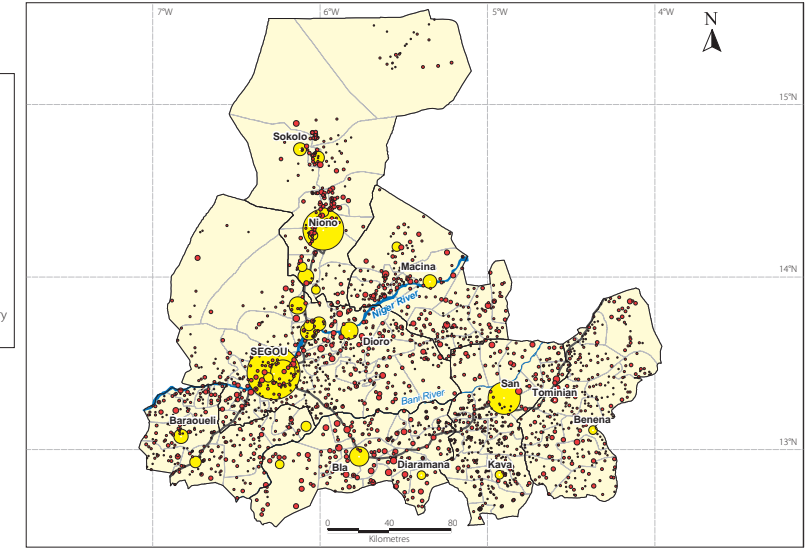 7°W
6°W
5°W
4°W
N
15°N
Sokolo
Niono
14°N
Macina
Niger River
ry
Dioro
SEGOU
San
Tominian
Bani River
Baraoueli
Benena
13°N
Bla
Diaramana
Kava
0 40 80
Kilometres